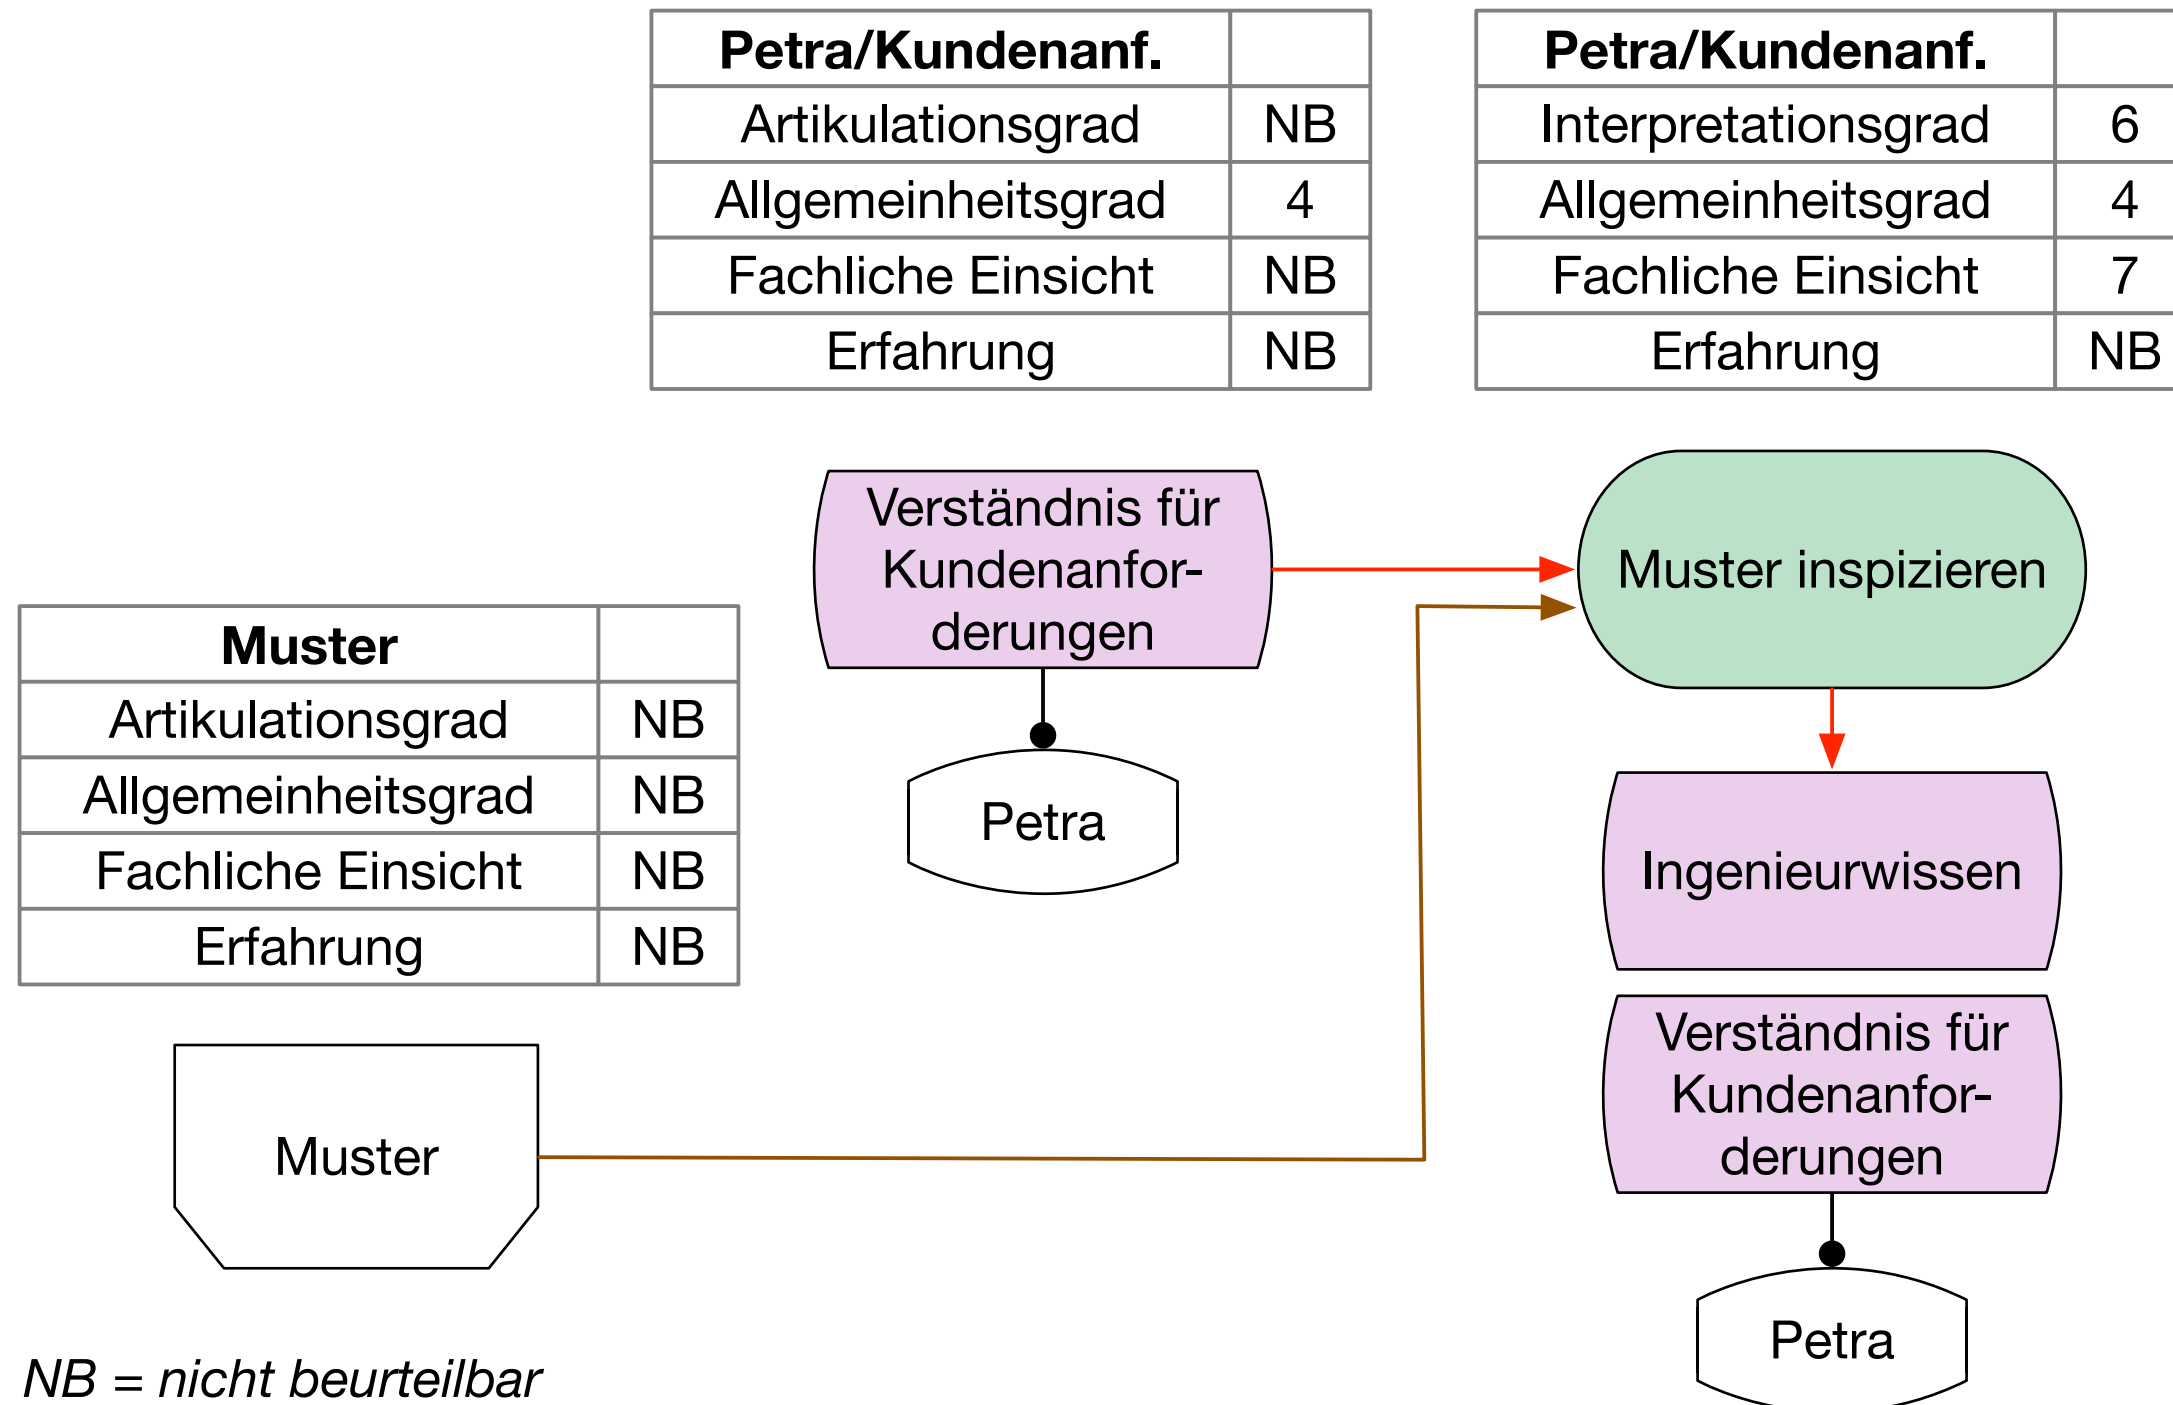 Petra/Kundenanf.
Artikulationsgrad NB
Allgemeinheitsgrad 4
Fachliche Einsicht NB
Erfahrung NB
Petra/Kundenanf.
Interpretationsgrad 6
Allgemeinheitsgrad 4
Fachliche Einsicht 7
Erfahrung NB
Verständnis für
Kundenanfor-
derungen
Petra
Muster inspizieren
Muster
Artikulationsgrad NB
Allgemeinheitsgrad NB
Fachliche Einsicht NB
Erfahrung NB
Muster
Ingenieurwissen
Verständnis für
Kundenanfor-
derungen
Petra
NB = nicht beurteilbar